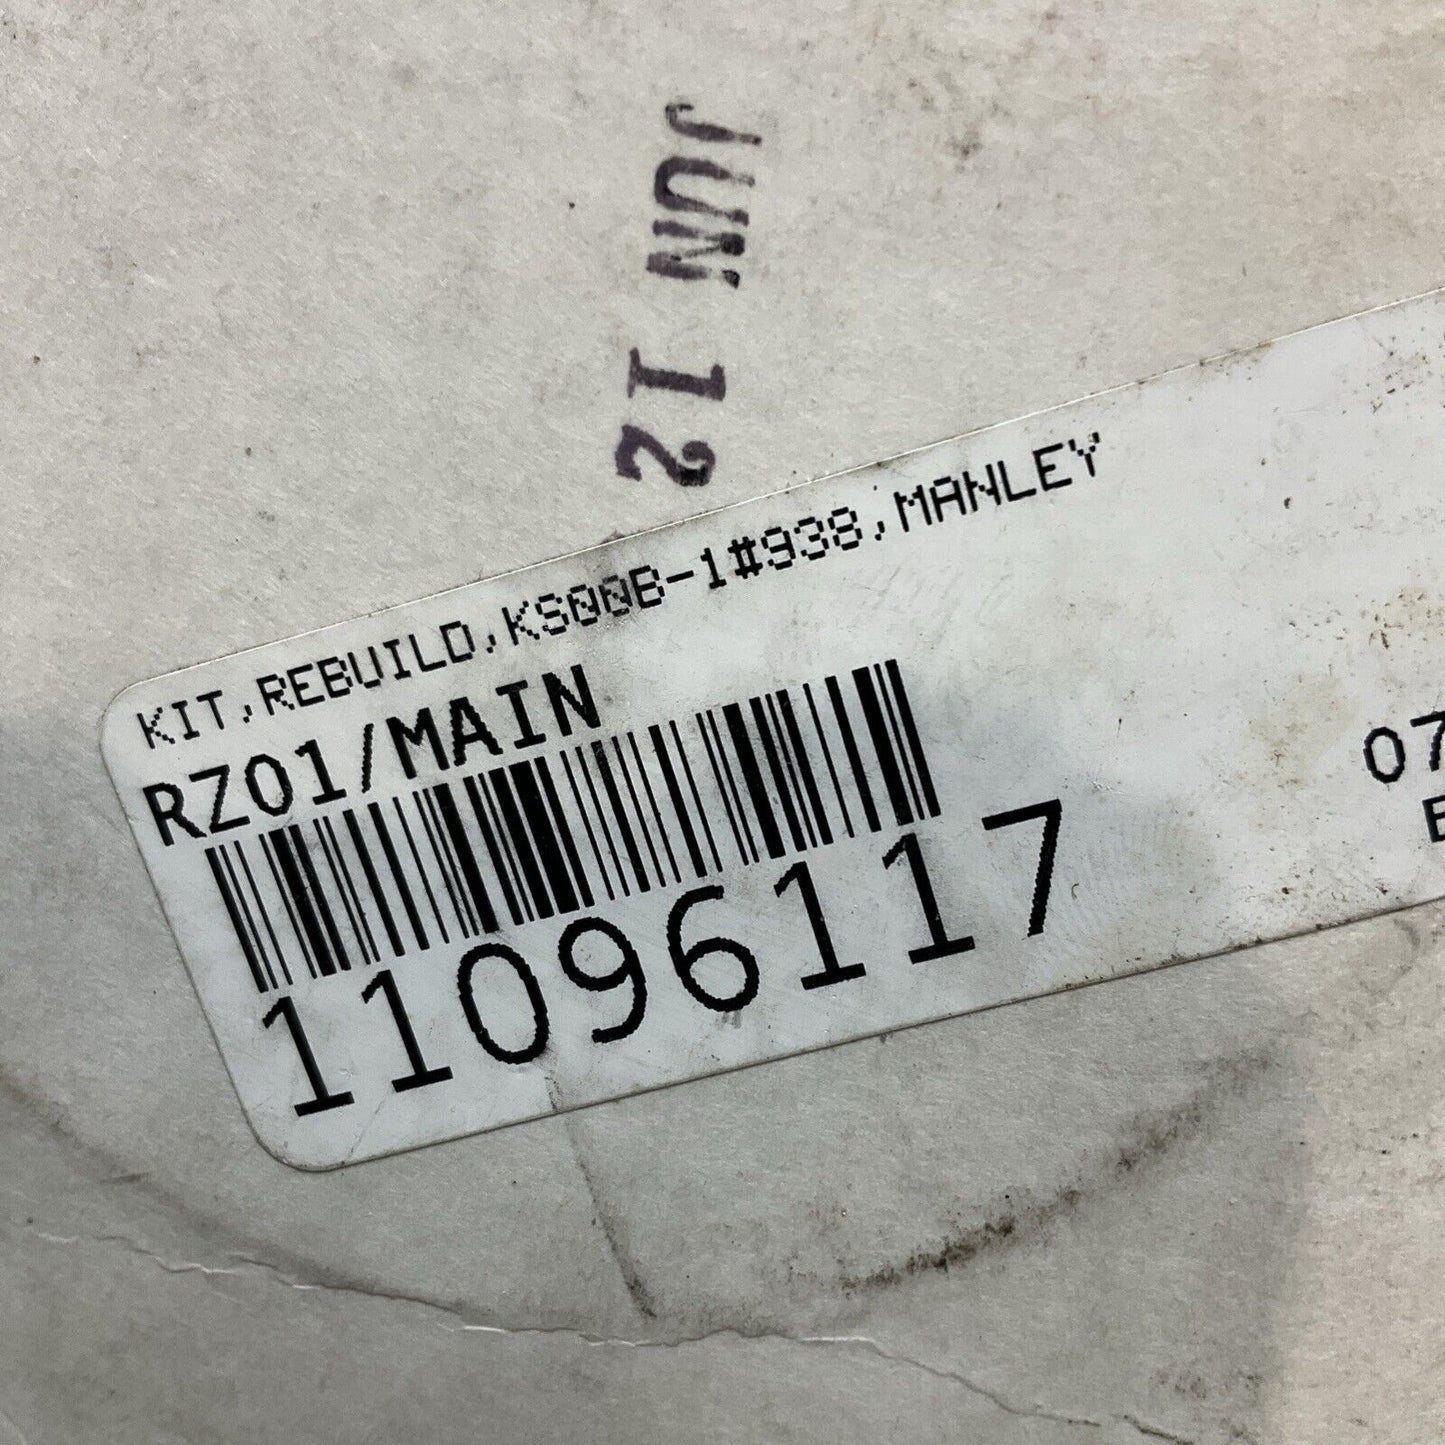 JUN 12
KIT,REBUILD,KS00B-1#938,MANLEY
RZ01/MAIN
07
11096117